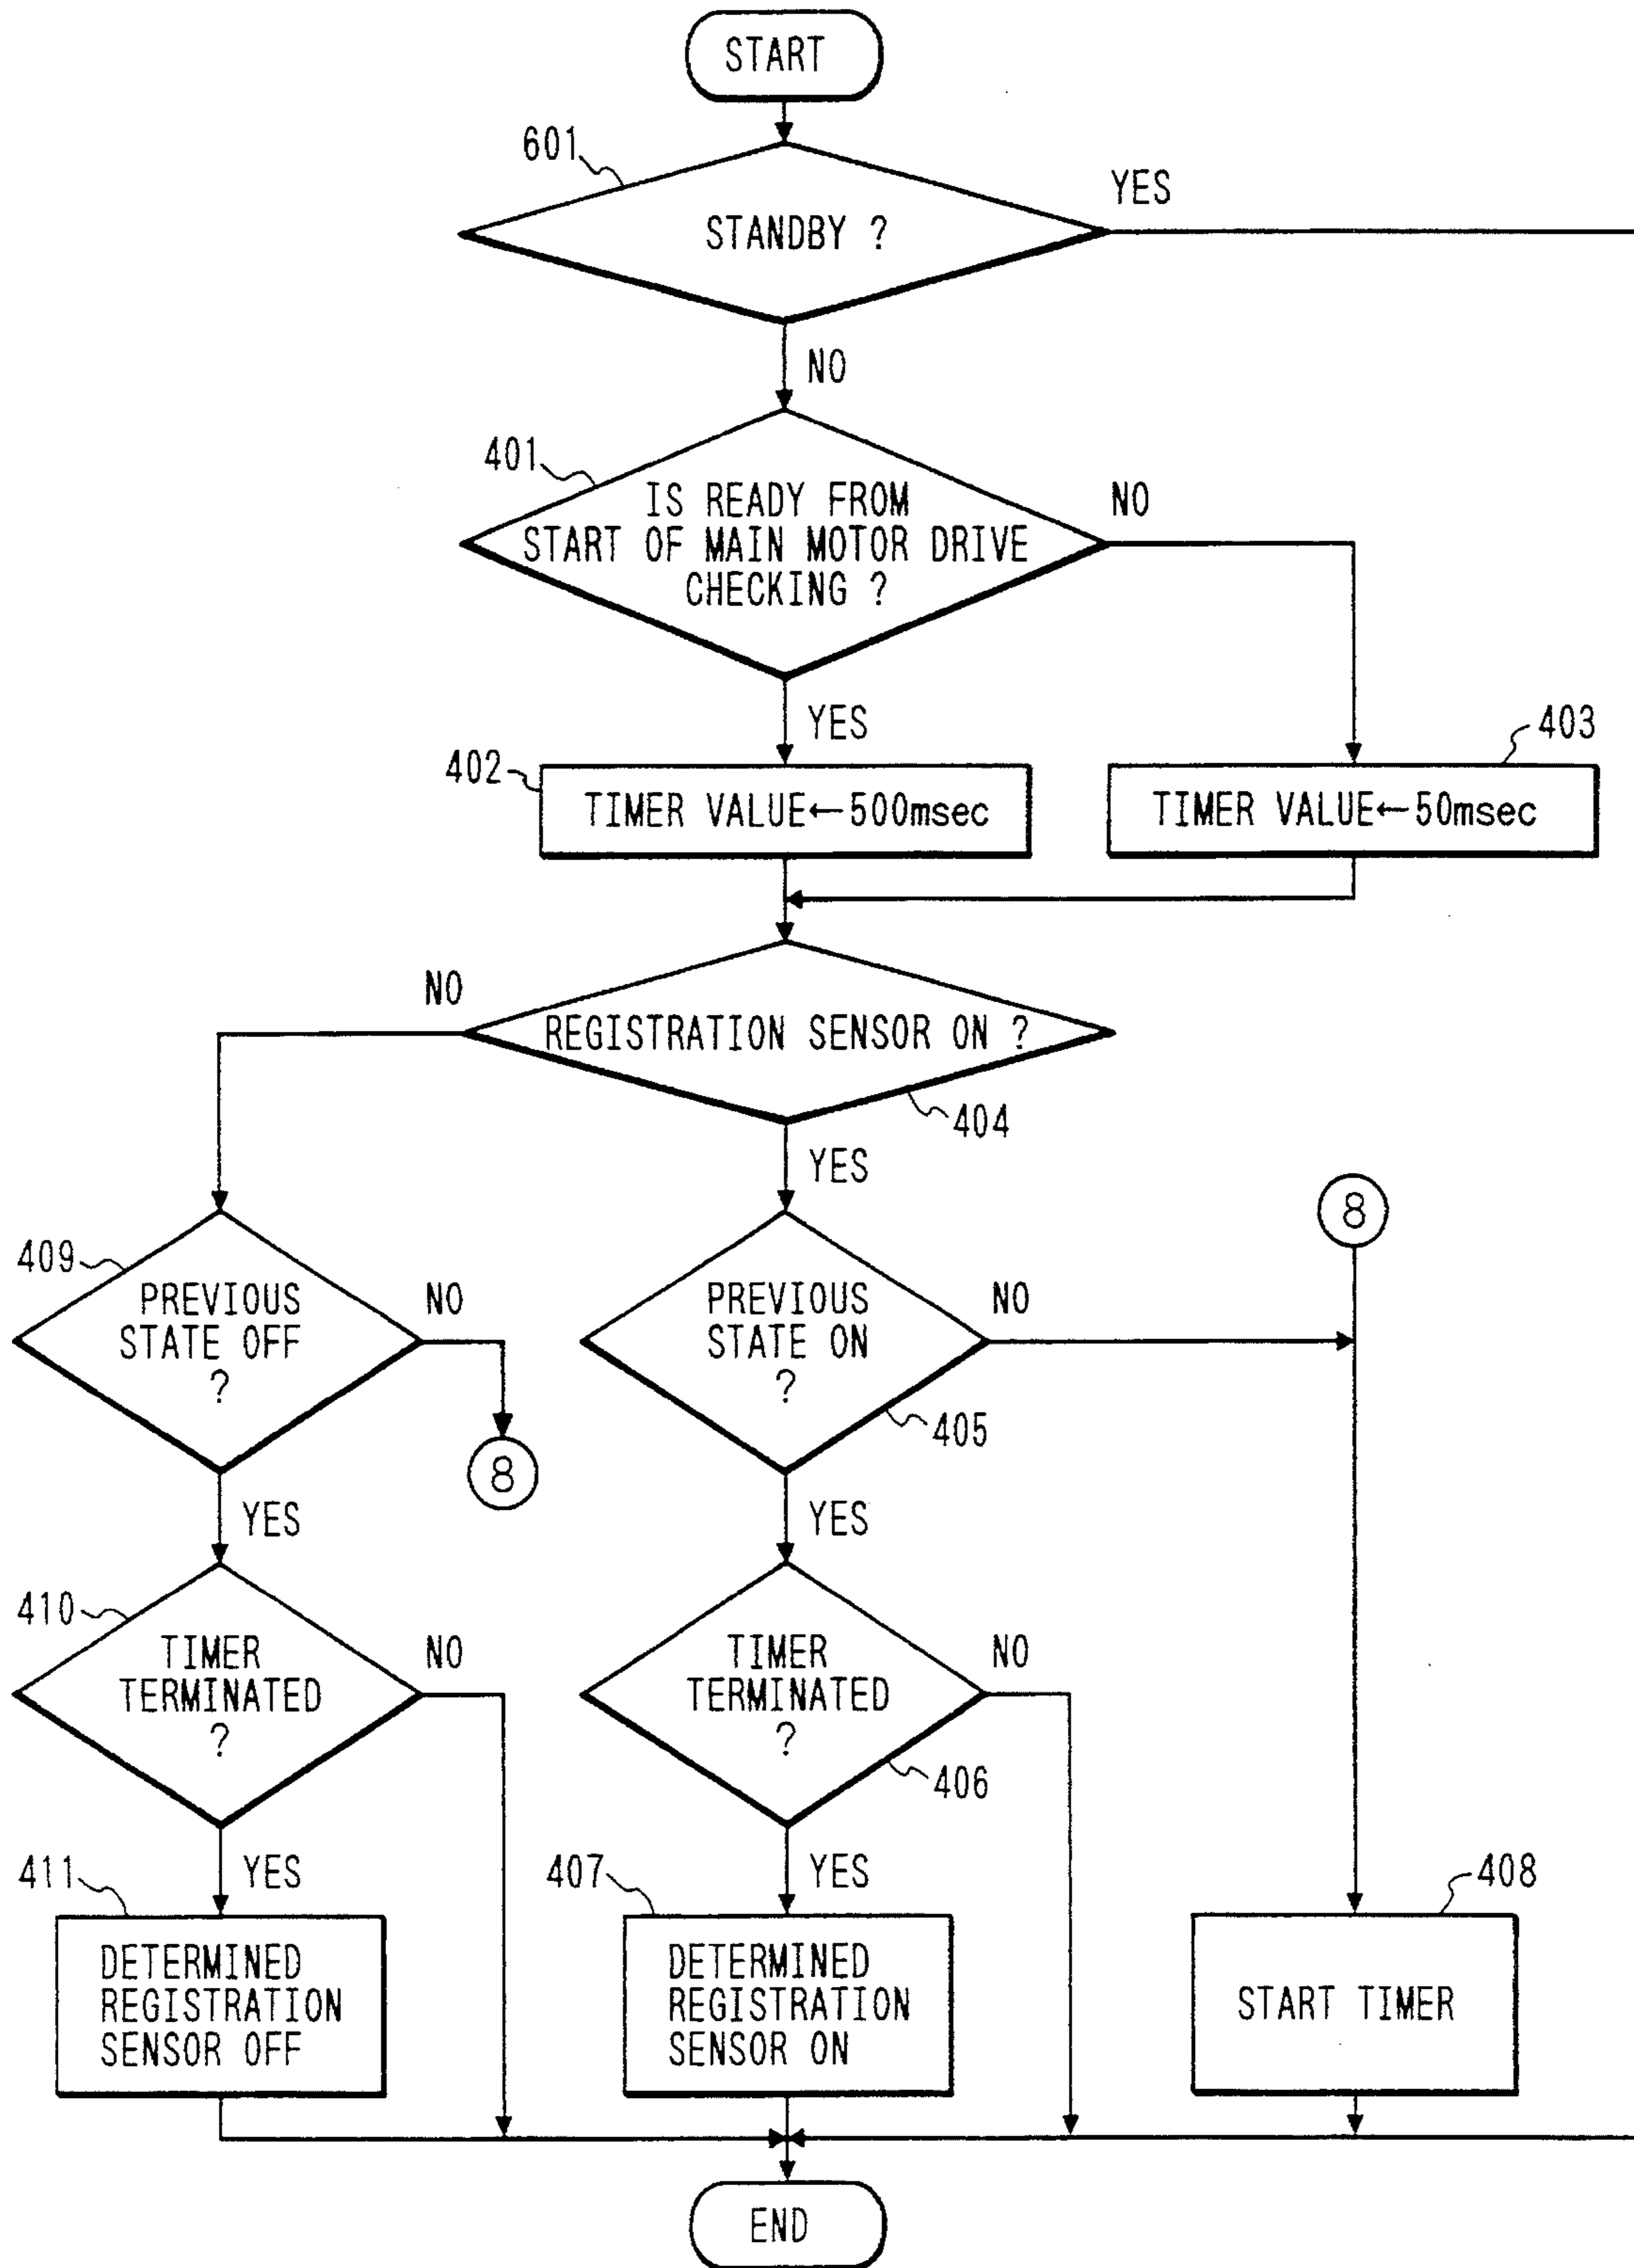 START
601
YES
STANDBY ?
NO
401
IS READY FROM
START OF MAIN MOTOR DRIVE
CHECKING ?
NO
YES
402
TIMER VALUE←500msec
403
TIMER VALUE←50msec
NO
REGISTRATION SENSOR ON ?
404
YES
8
409
PREVIOUS
STATE OFF
?
NO
8
YES
PREVIOUS
STATE ON
?
NO
405
YES
410
TIMER
TERMINATED
?
NO
YES
TIMER
TERMINATED
?
NO
406
YES
411
DETERMINED
REGISTRATION
SENSOR OFF
407
DETERMINED
REGISTRATION
SENSOR ON
408
START TIMER
END